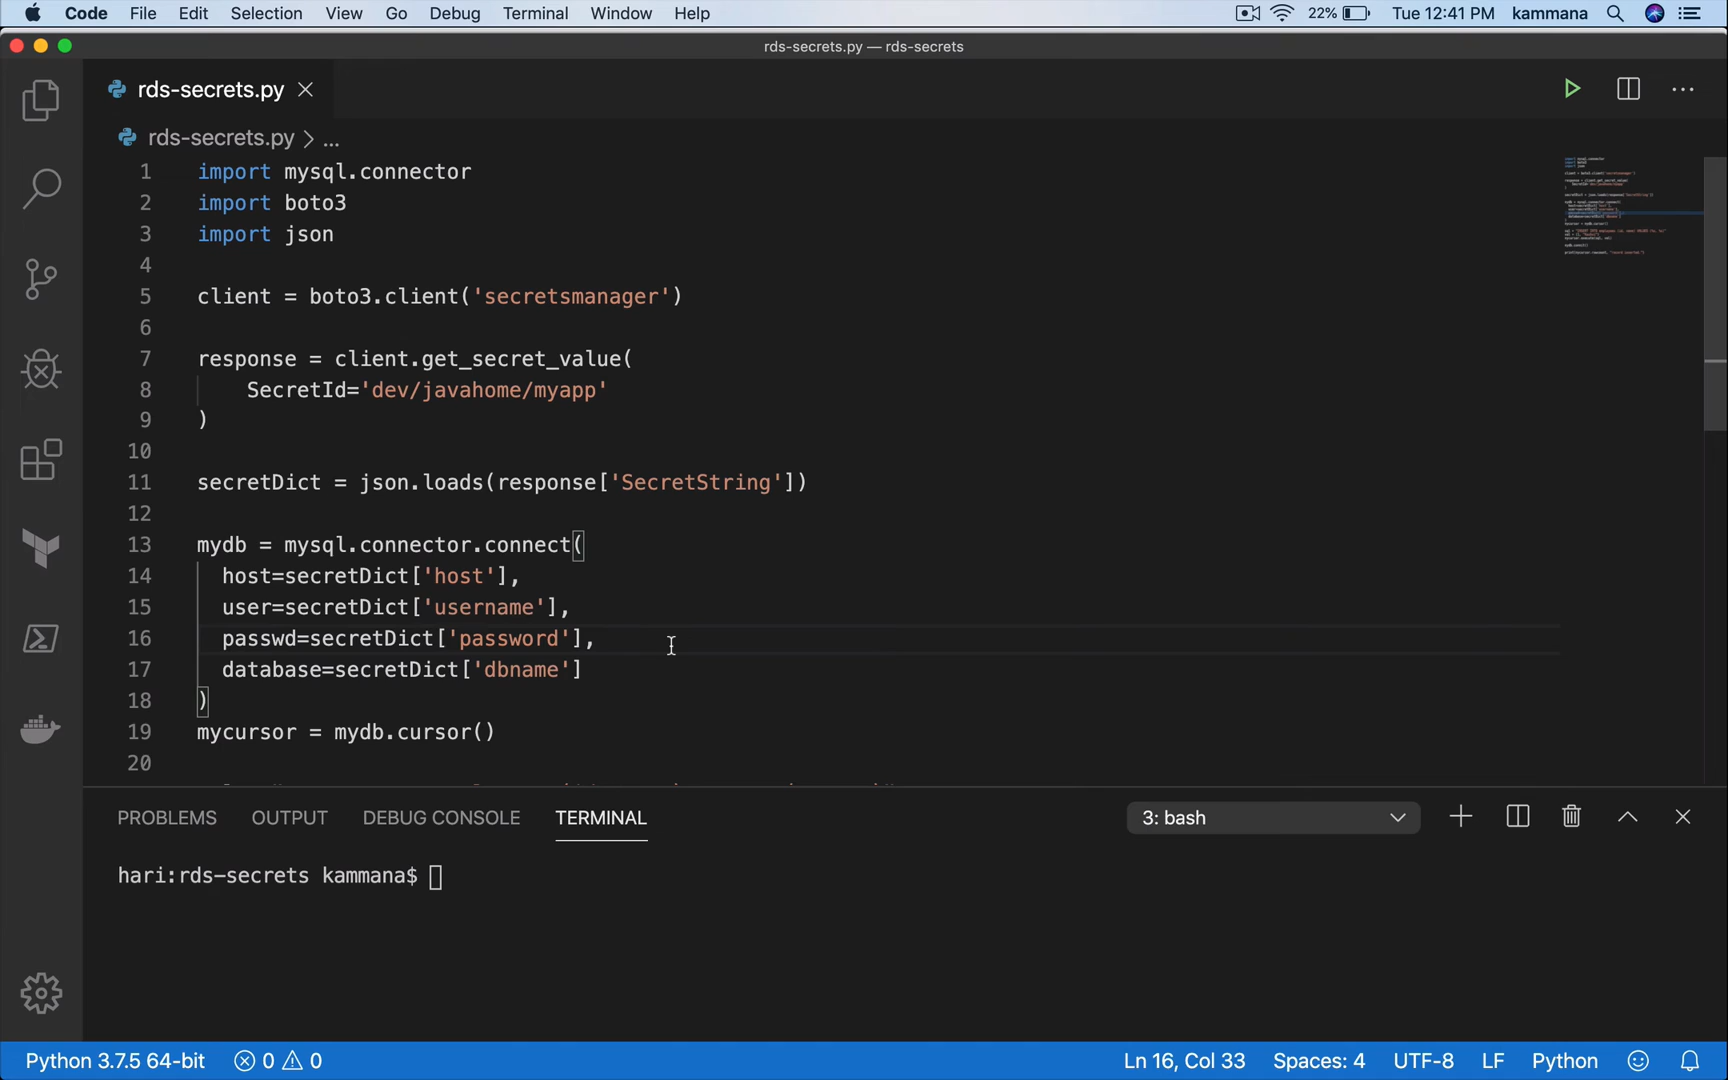 Code File Edit Selection View Go Debug Terminal Window Help 22% Tue 12:41 PM kammana
rds-secrets.py — rds-secrets
rds-secrets.py
rds-secrets.py > ...
1 import mysql.connector
2 import boto3
3 import json
4
5 client = boto3.client('secretsmanager')
6
7 response = client.get_secret_value(
8 SecretId='dev/javahome/myapp'
9 )
10
11 secretDict = json.loads(response['SecretString'])
12
13 mydb = mysql.connector.connect(
14 host=secretDict['host'],
15 user=secretDict['username'],
16 passwd=secretDict['password'],
17 database=secretDict['dbname']
18 )
19 mycursor = mydb.cursor()
20
PROBLEMS OUTPUT DEBUG CONSOLE TERMINAL 3: bash
hari:rds-secrets kammana$
Python 3.7.5 64-bit 0 0 Ln 16, Col 33 Spaces: 4 UTF-8 LF Python